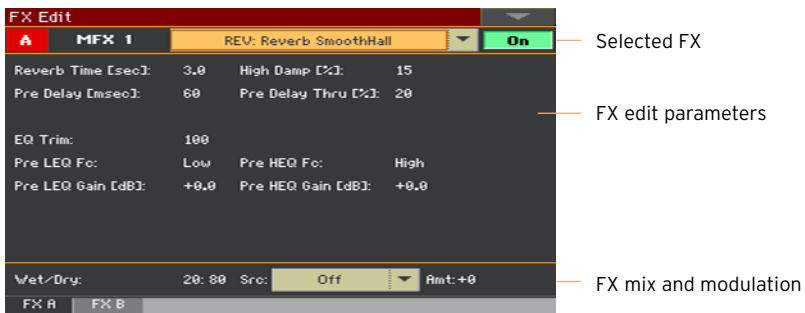 FX Edit
A MFX 1 REV: Reverb SmoothHall On
Selected FX
Reverb Time [sec]: 3.0 High Damp [%]: 15
Pre Delay [msec]: 60 Pre Delay Thru [%]: 20
FX edit parameters
EQ Trim: 100
Pre LEQ Fc: Low Pre HEQ Fc: High
Pre LEQ Gain [dB]: +0.0 Pre HEQ Gain [dB]: +0.0
Wet/Dry: 20:80 Src: Off Amt:+0
FX mix and modulation
FX A FX B